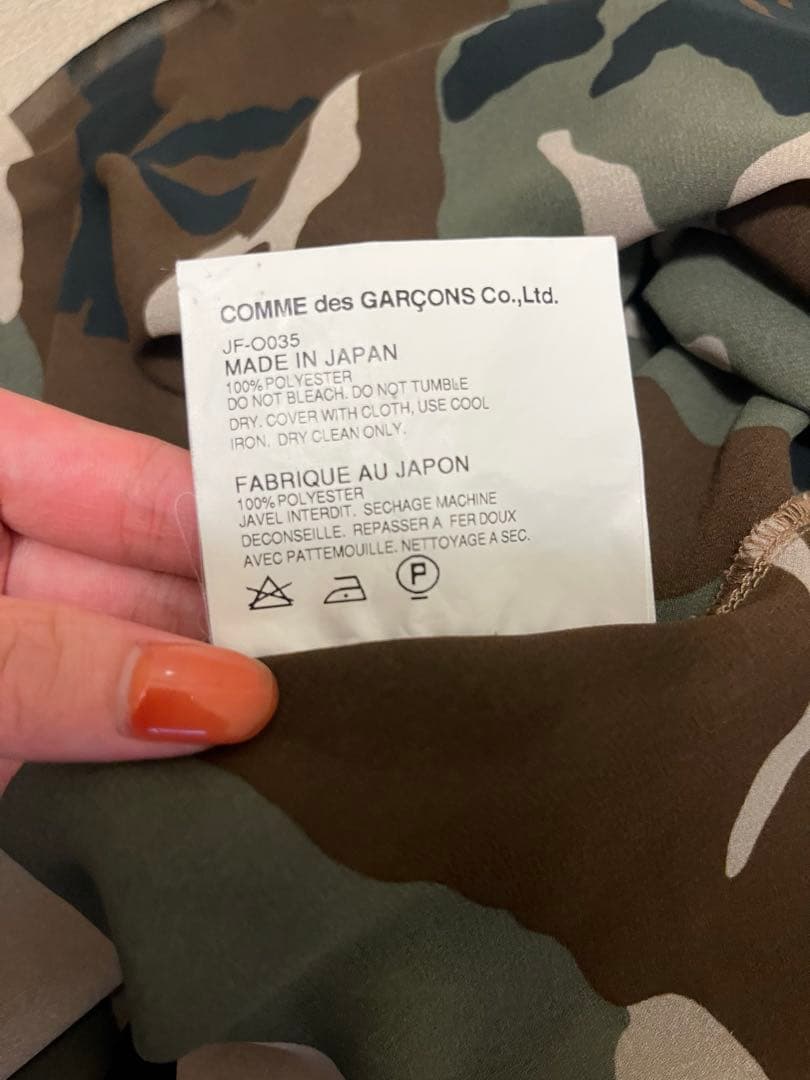 COMME des GARÇONS Co.,Ltd.
JF-O035
MADE IN JAPAN
100% POLYESTER
DO NOT BLEACH. DO NOT TUMBLE
DRY. COVER WITH CLOTH, USE COOL
IRON. DRY CLEAN ONLY.
FABRIQUE AU JAPON
100% POLYESTER
JAVEL INTERDIT. SECHAGE MACHINE
DECONSEILLE. REPASSER A FER DOUX
AVEC PATTEMOUILLE. NETTOYAGE A SEC.
P